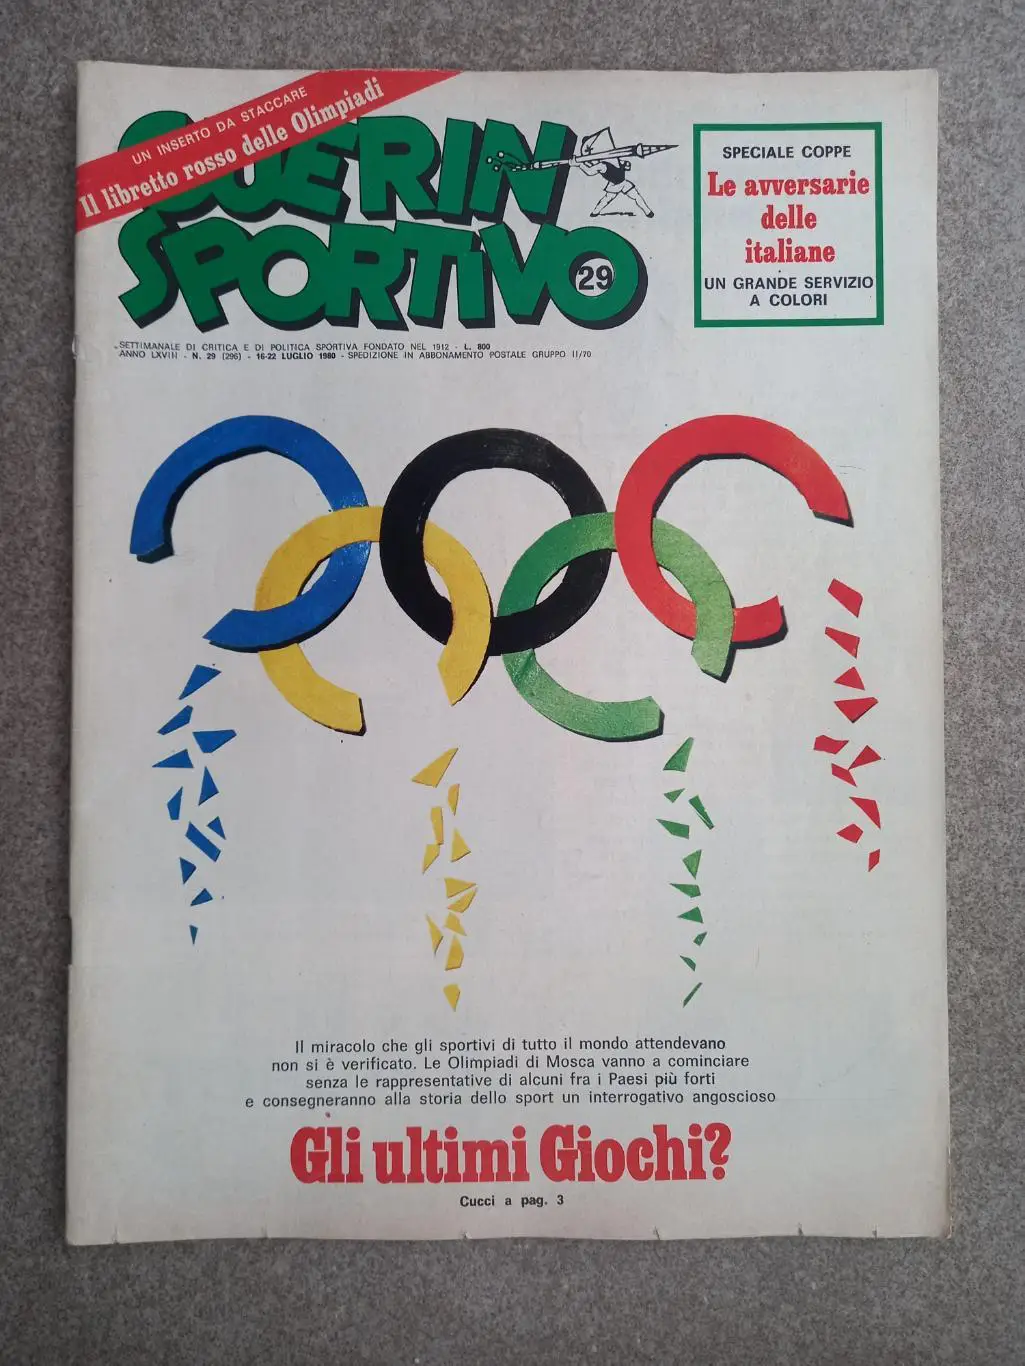 UN INSERTO DA STACCARE
Il libretto rosso delle Olimpiadi
GUERIN
SPORTIVO
29
SPECIALE COPPE
Le avversarie
delle
italiane
UN GRANDE SERVIZIO
A COLORI
SETTIMANALE DI CRITICA E DI POLITICA SPORTIVA FONDATO NEL 1912 - L. 800
ANNO LXVIII - N. 29 (296) - 16-22 LUGLIO 1980 - SPEDIZIONE IN ABBONAMENTO POSTALE GRUPPO II/70
Il miracolo che gli sportivi di tutto il mondo attendevano
non si è verificato. Le Olimpiadi di Mosca vanno a cominciare
senza le rappresentative di alcuni fra i Paesi più forti
e consegneranno alla storia dello sport un interrogativo angoscioso
Gli ultimi Giochi?
Cucci a pag. 3